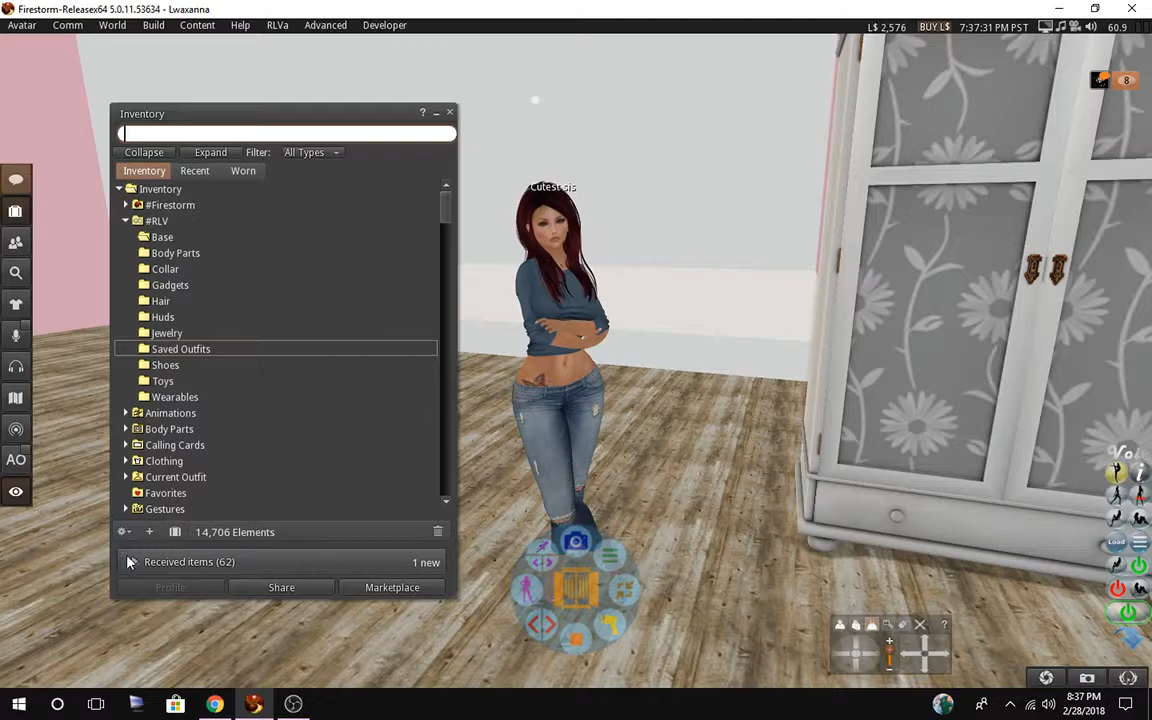 Firestorm-Releasex64 5.0.11.53634 - Lwaxanna
Avatar Comm World Build Content Help RLVa Advanced Developer
L$ 2,576 BUY L$ 7:37:31 PM PST 60.9
8
Inventory
? _ ×
Collapse Expand Filter: All Types
Inventory Recent Worn
Inventory
#Firestorm
#RLV
Base
Body Parts
Collar
Gadgets
Hair
Huds
Jewelry
Saved Outfits
Shoes
Toys
Wearables
Animations
Body Parts
Calling Cards
Clothing
Current Outfit
Favorites
Gestures
14,706 Elements
Received items (62) 1 new
Profile Share Marketplace
Cutest sis
AO
Load
?
8:37 PM
2/28/2018